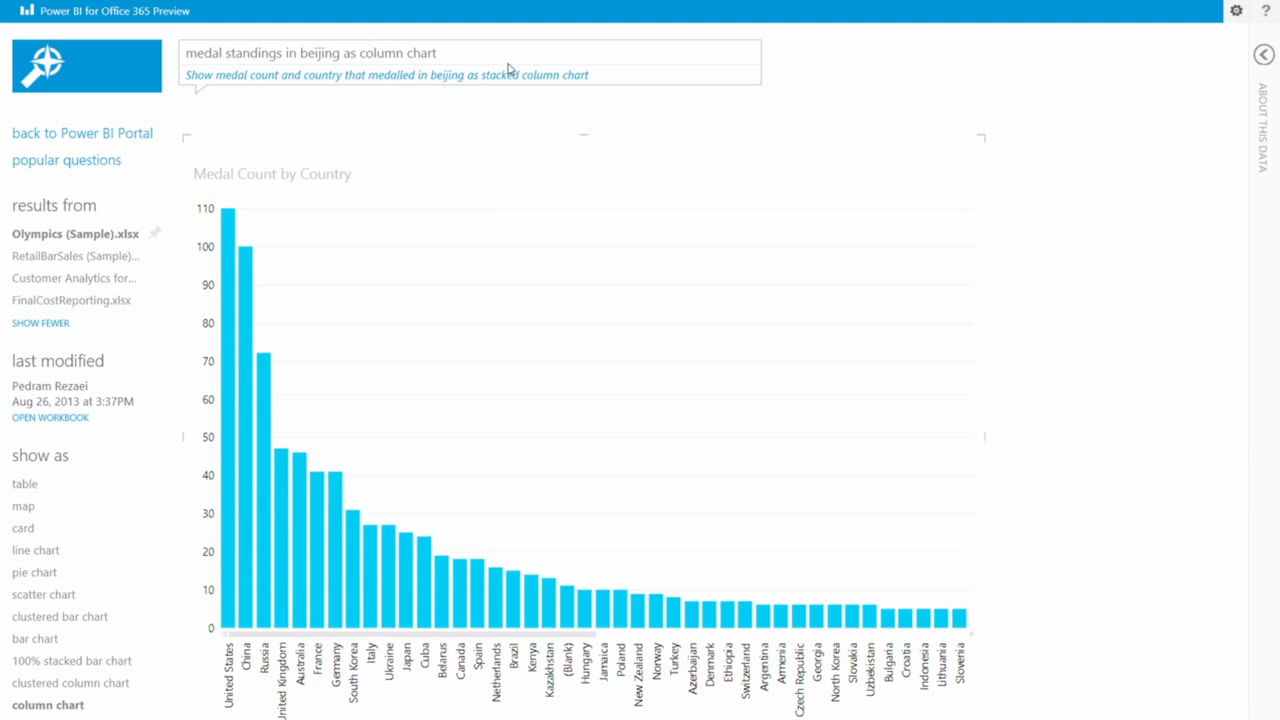 Power BI for Office 365 Preview
?
medal standings in beijing as column chart
Show medal count and country that medalled in beijing as stacked column chart
ABOUT THIS DATA
back to Power BI Portal
popular questions
results from
Olympics (Sample).xlsx
RetailBarSales (Sample)...
Customer Analytics for...
FinalCostReporting.xlsx
SHOW FEWER
last modified
Pedram Rezaei
Aug 26, 2013 at 3:37PM
OPEN WORKBOOK
show as
table
map
card
line chart
pie chart
scatter chart
clustered bar chart
bar chart
100% stacked bar chart
clustered column chart
column chart
Medal Count by Country
110
100
90
80
70
60
50
40
30
20
10
0
United States
China
Russia
United Kingdom
Australia
France
Germany
South Korea
Italy
Ukraine
Japan
Cuba
Belarus
Canada
Spain
Netherlands
Brazil
Kenya
Kazakhstan
(Blank)
Hungary
Jamaica
Poland
New Zealand
Norway
Turkey
Azerbaijan
Denmark
Ethiopia
Switzerland
Argentina
Armenia
Czech Republic
Georgia
North Korea
Slovakia
Uzbekistan
Bulgaria
Croatia
Indonesia
Lithuania
Slovenia